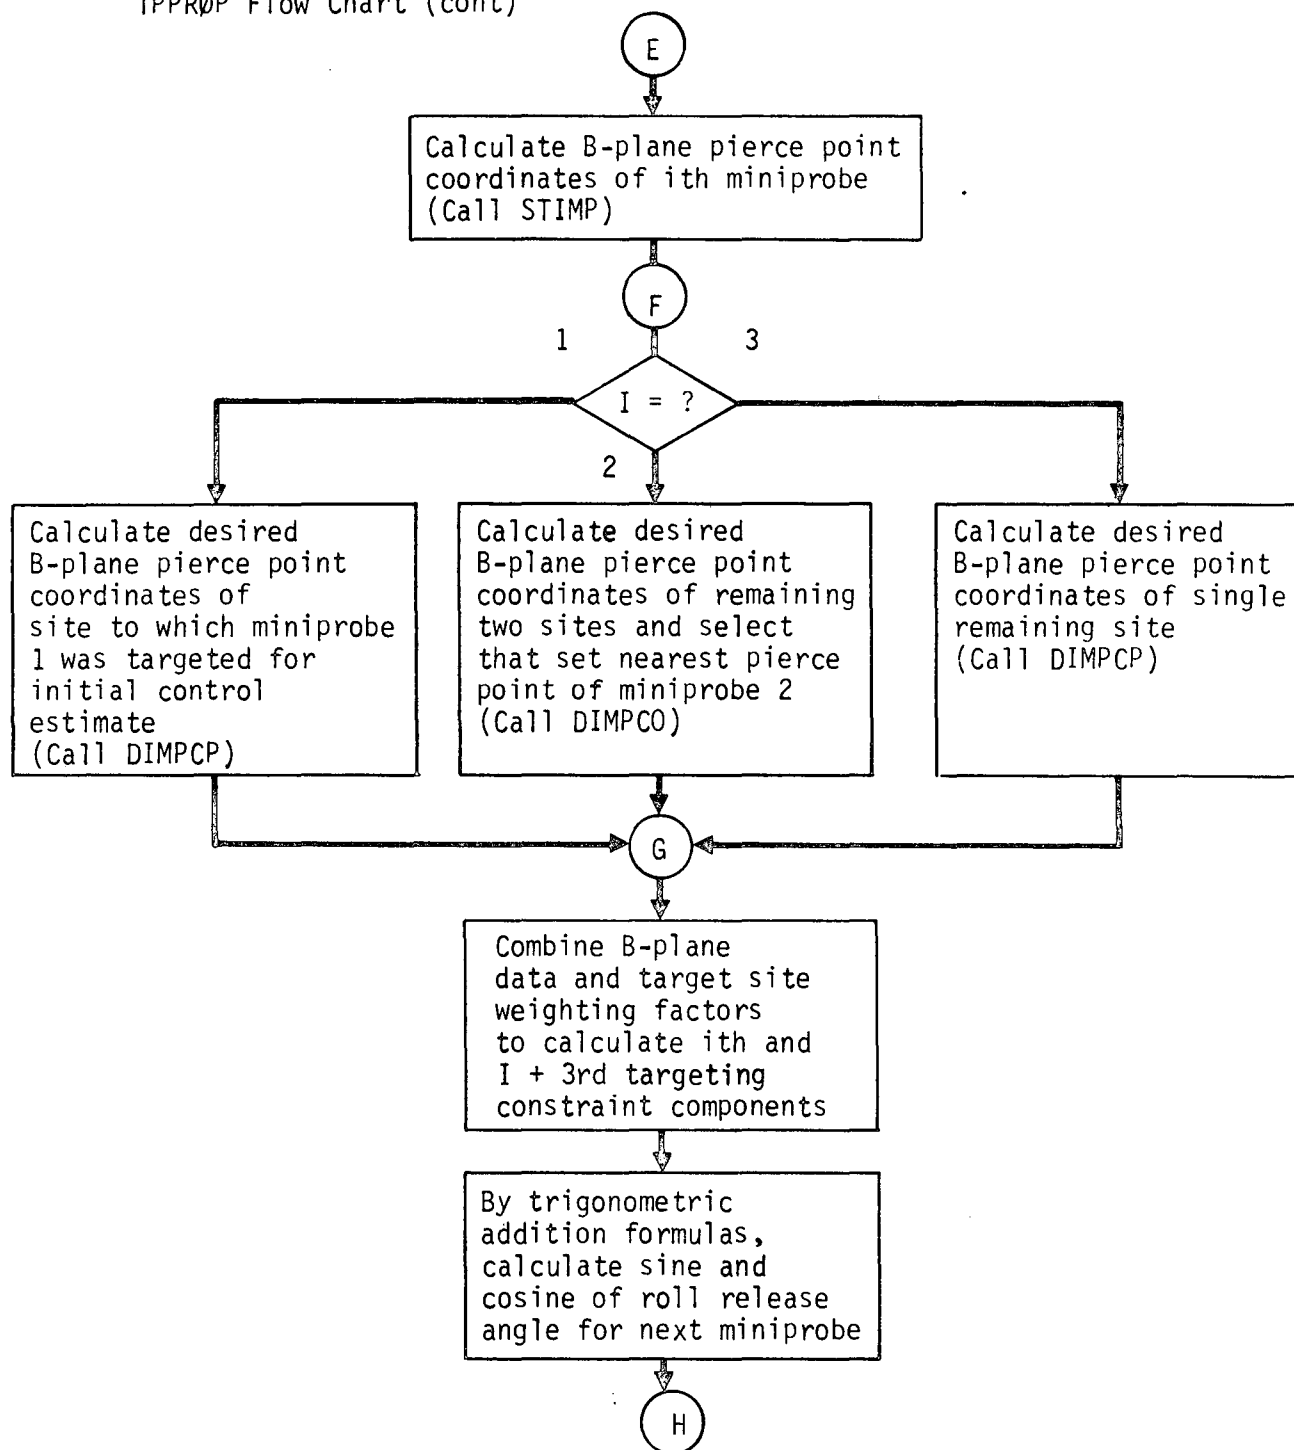 TPPRØP Flow Chart (cont)
E
Calculate B-plane pierce point
coordinates of ith miniprobe
(Call STIMP)
F
1
3
I = ?
2
Calculate desired
B-plane pierce point
coordinates of
site to which miniprobe
1 was targeted for
initial control
estimate
(Call DIMPCP)
Calculate desired
B-plane pierce point
coordinates of remaining
two sites and select
that set nearest pierce
point of miniprobe 2
(Call DIMPCO)
Calculate desired
B-plane pierce point
coordinates of single
remaining site
(Call DIMPCP)
G
Combine B-plane
data and target site
weighting factors
to calculate ith and
I + 3rd targeting
constraint components
By trigonometric
addition formulas,
calculate sine and
cosine of roll release
angle for next miniprobe
H